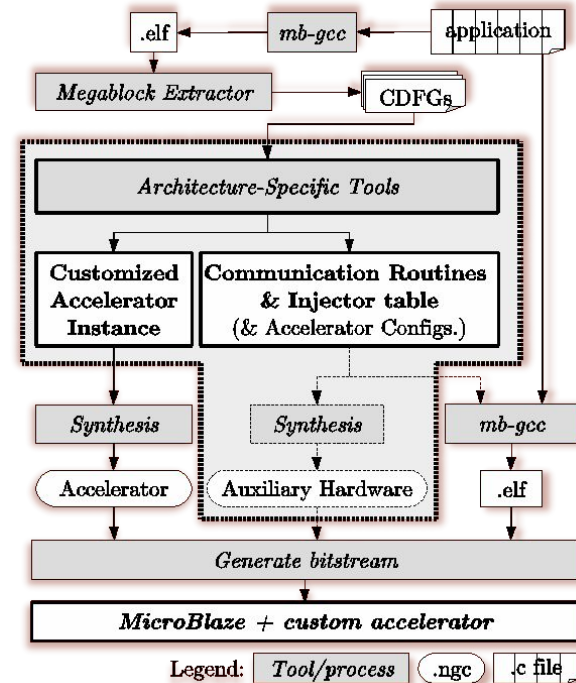 .elf
mb-gcc
application
Megablock Extractor
CDFGs
Architecture-Specific Tools
Customized
Accelerator
Instance
Communication Routines
& Injector table
(& Accelerator Configs.)
Synthesis
Synthesis
mb-gcc
Accelerator
Auxiliary Hardware
.elf
Generate bitstream
MicroBlaze + custom accelerator
Legend: Tool/process .ngc .c file